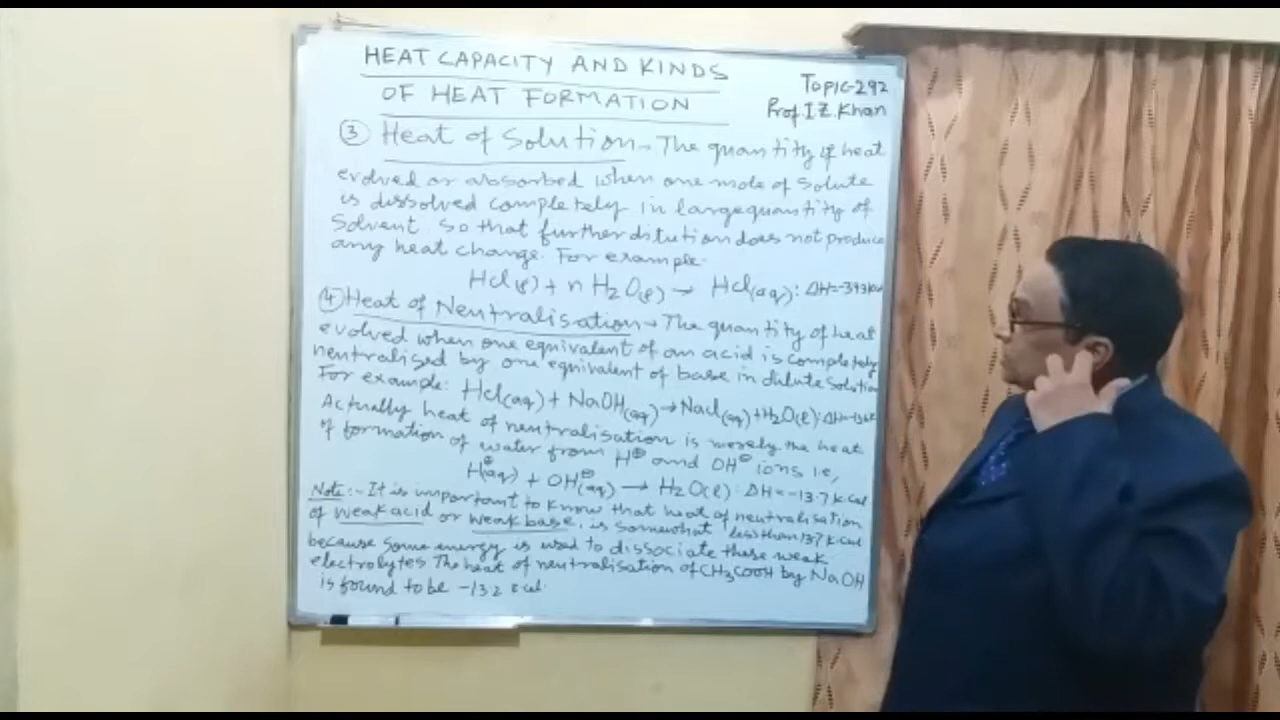 HEAT CAPACITY AND KINDS
OF HEAT FORMATION
TOPIC-292
Prof. I Z. Khan
③ Heat of Solution - The quantity of heat
evolved or absorbed when one mole of solute
is dissolved completely in large quantity of
Solvent so that further dilution does not produce
any heat change. For example-
Hcl(g) + n H₂O(l) → Hcl(aq): ΔH=-393
④ Heat of Neutralisation → The quantity of heat
evolved when one equivalent of an acid is completely
neutralised by one equivalent of base in dilute solution
For example: Hcl(aq) + NaOH(aq) → Nacl(aq) + H₂O(l):
Actually heat of neutralisation is merely the heat
of formation of water from H⊕ and OH⊖ ions i.e,
H⊕(aq) + OH⊖(aq) → H₂O(l) : ΔH = -13.7 k.Cal
Note:- It is important to know that heat of neutralisation
of weak acid or weak base, is somewhat less than 13.7 k.cal
because some energy is used to dissociate these weak
electrolytes The heat of neutralisation of CH₃COOH by NaOH
is found to be -13.2 k cal.